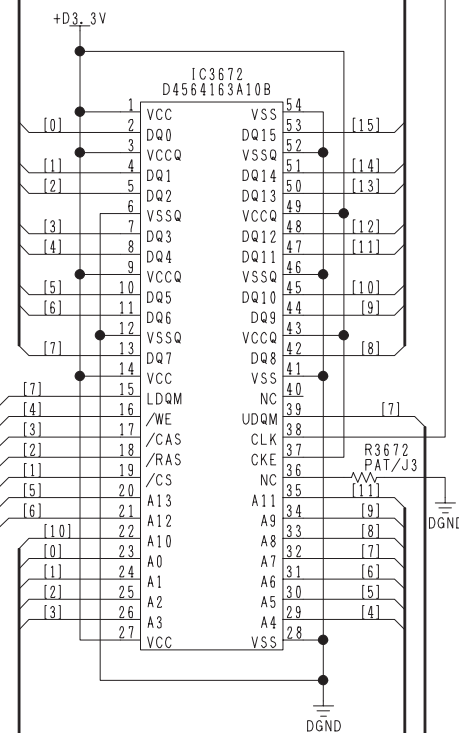 +D3.3V
IC3672
D4564163A10B
1 VCC VSS 54
[0] 2 DQ0 DQ15 53 [15]
3 VCCQ VSSQ 52
[1] 4 DQ1 DQ14 51 [14]
[2] 5 DQ2 DQ13 50 [13]
6 VSSQ VCCQ 49
[3] 7 DQ3 DQ12 48 [12]
[4] 8 DQ4 DQ11 47 [11]
9 VCCQ VSSQ 46
[5] 10 DQ5 DQ10 45 [10]
[6] 11 DQ6 DQ9 44 [9]
12 VSSQ VCCQ 43
[7] 13 DQ7 DQ8 42 [8]
14 VCC VSS 41
[7] 15 LDQM NC 40
[4] 16 /WE UDQM 39 [7]
[3] 17 /CAS CLK 38
[2] 18 /RAS CKE 37
R3672
PAT/J3
[1] 19 /CS NC 36
[5] 20 A13 A11 35 [11]
[6] 21 A12 A9 34 [9]
DGND
[10] 22 A10 A8 33 [8]
[0] 23 A0 A7 32 [7]
[1] 24 A1 A6 31 [6]
[2] 25 A2 A5 30 [5]
[3] 26 A3 A4 29 [4]
27 VCC VSS 28
DGND